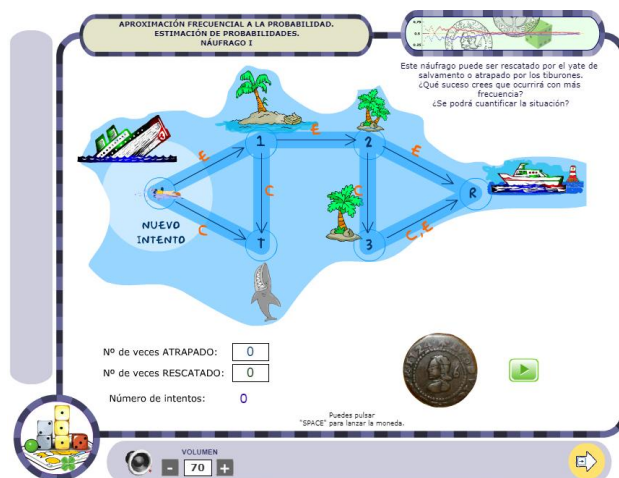 APROXIMACIÓN FRECUENCIAL A LA PROBABILIDAD.
ESTIMACIÓN DE PROBABILIDADES.
NÁUFRAGO I
Este náufrago puede ser rescatado por el yate de
salvamento o atrapado por los tiburones.
¿Qué suceso crees que ocurrirá con más
frecuencia?
¿Se podrá cuantificar la situación?
1
E
2
E
E
C
C
R
NUEVO
INTENTO
C
T
3
C, E
Nº de veces ATRAPADO: 0
Nº de veces RESCATADO: 0
Número de intentos: 0
Puedes pulsar
"SPACE" para lanzar la moneda.
VOLUMEN
- 70 +